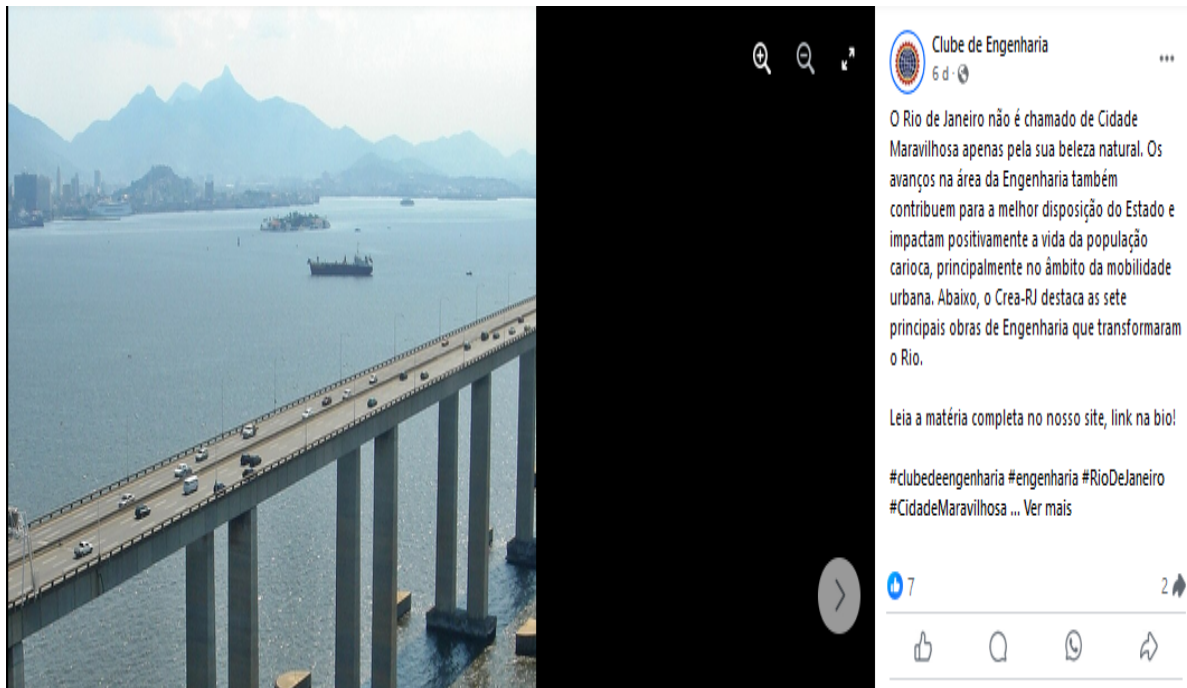 Clube de Engenharia
6 d ·
O Rio de Janeiro não é chamado de Cidade
Maravilhosa apenas pela sua beleza natural. Os
avanços na área da Engenharia também
contribuem para a melhor disposição do Estado e
impactam positivamente a vida da população
carioca, principalmente no âmbito da mobilidade
urbana. Abaixo, o Crea-RJ destaca as sete
principais obras de Engenharia que transformaram
o Rio.
Leia a matéria completa no nosso site, link na bio!
#clubedeengenharia #engenharia #RioDeJaneiro
#CidadeMaravilhosa ... Ver mais
7 2